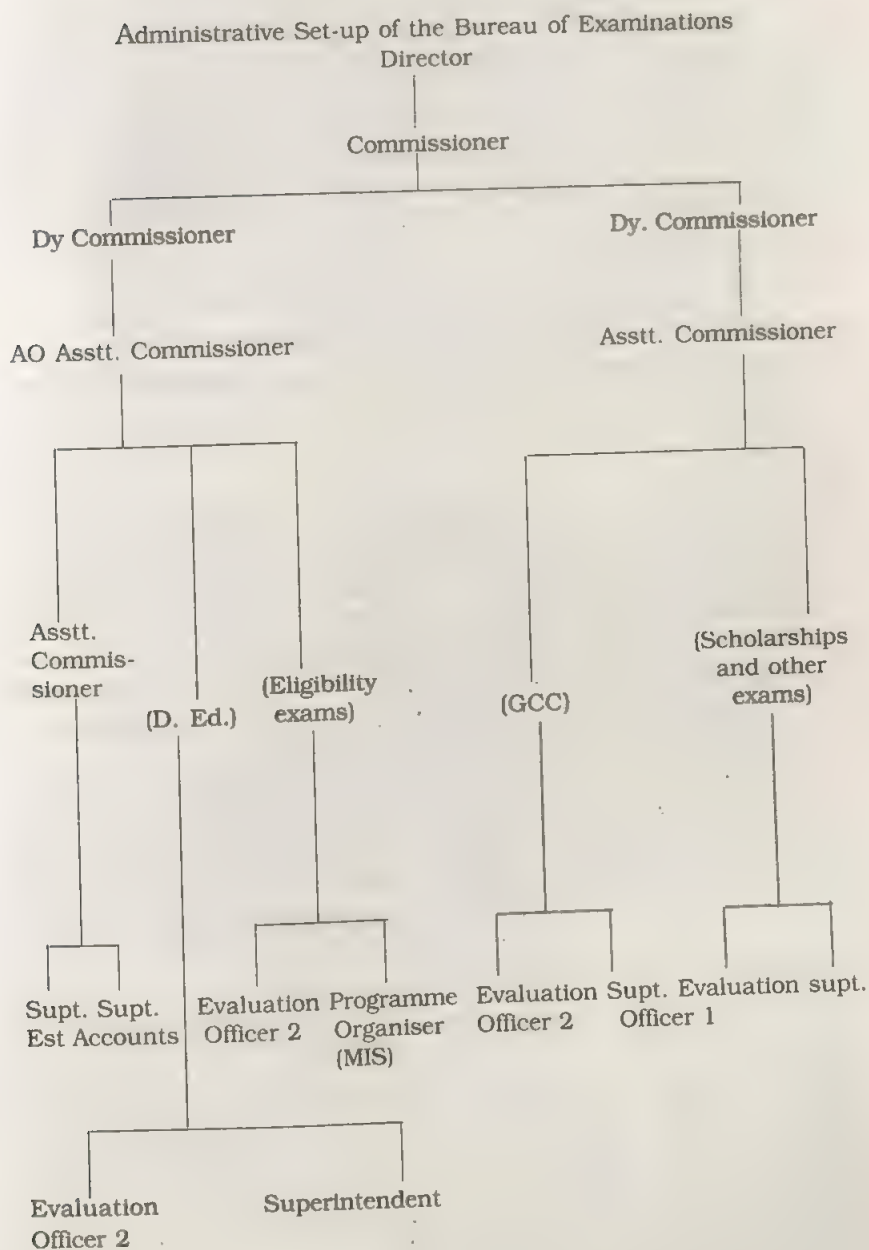 Administrative Set-up of the Bureau of Examinations
Director
Commissioner
Dy Commissioner
Dy. Commissioner
AO Asstt. Commissioner
Asstt. Commissioner
Asstt.
Commis-
sioner
(D. Ed.)
(Eligibility
exams)
(GCC)
(Scholarships
and other
exams)
Supt. Supt.
Est Accounts
Evaluation
Officer 2
Programme
Organiser
(MIS)
Evaluation Supt. Evaluation supt.
Officer 2 Officer 1
Evaluation
Officer 2
Superintendent